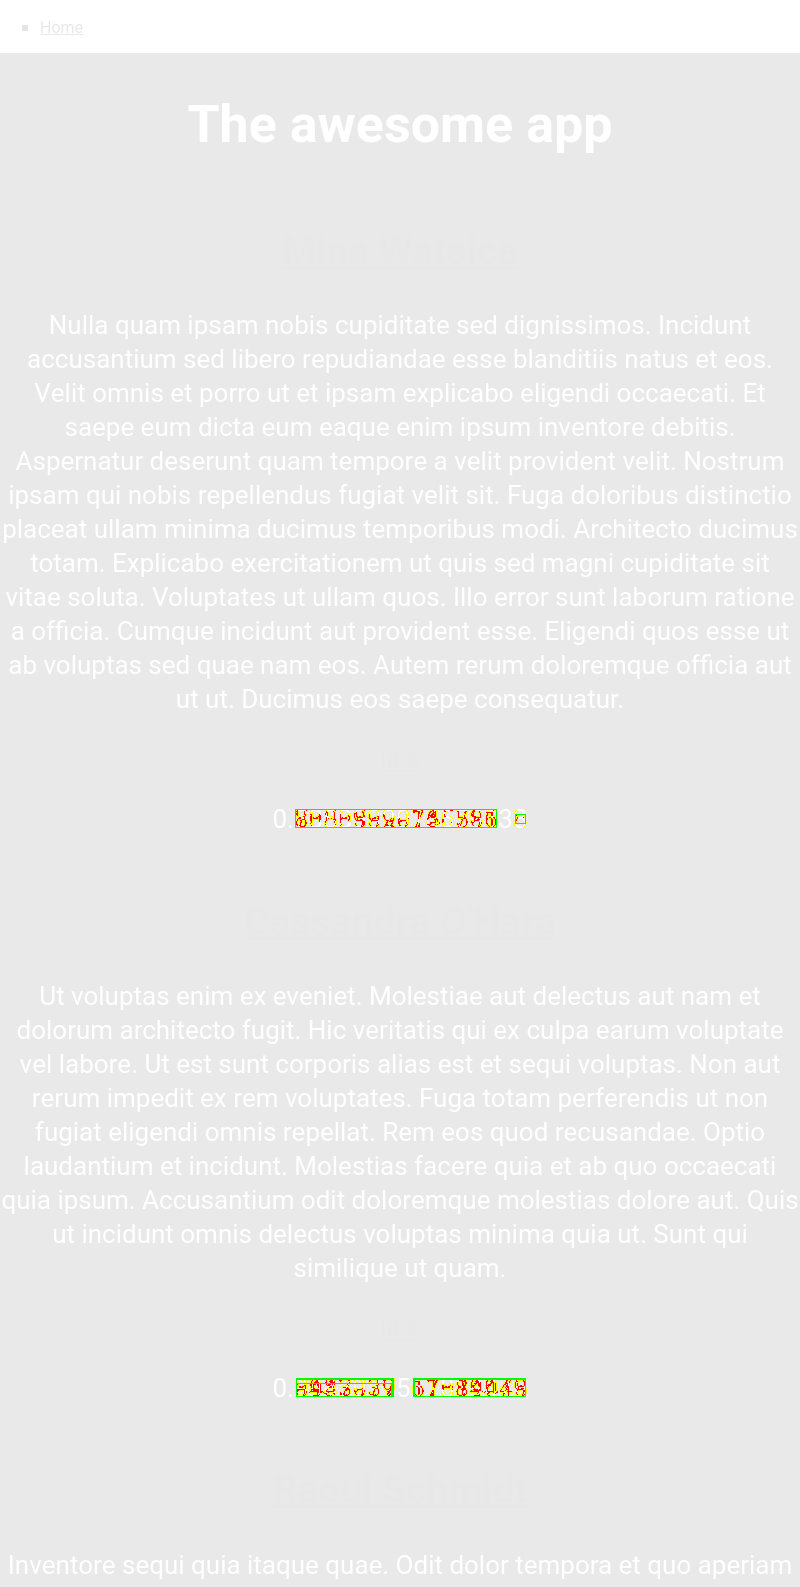 Home
The awesome app
Nulla quam ipsam nobis cupiditate sed dignissimos. Incidunt
accusantium sed libero repudiandae esse blanditiis natus et eos.
Velit omnis et porro ut et ipsam explicabo eligendi occaecati. Et
saepe eum dicta eum eaque enim ipsum inventore debitis.
Aspernatur deserunt quam tempore a velit provident velit. Nostrum
ipsam qui nobis repellendus fugiat velit sit. Fuga doloribus distinctio
placeat ullam minima ducimus temporibus modi. Architecto ducimus
totam. Explicabo exercitationem ut quis sed magni cupiditate sit
vitae soluta. Voluptates ut ullam quos. Illo error sunt laborum ratione
a officia. Cumque incidunt aut provident esse. Eligendi quos esse ut
ab voluptas sed quae nam eos. Autem rerum doloremque officia aut
ut ut. Ducimus eos saepe consequatur.
Ut voluptas enim ex eveniet. Molestiae aut delectus aut nam et
dolorum architecto fugit. Hic veritatis qui ex culpa earum voluptate
vel labore. Ut est sunt corporis alias est et sequi voluptas. Non aut
rerum impedit ex rem voluptates. Fuga totam perferendis ut non
fugiat eligendi omnis repellat. Rem eos quod recusandae. Optio
laudantium et incidunt. Molestias facere quia et ab quo occaecati
quia ipsum. Accusantium odit doloremque molestias dolore aut. Quis
ut incidunt omnis delectus voluptas minima quia ut. Sunt qui
similique ut quam.
Inventore sequi quia itaque quae. Odit dolor tempora et quo aperiam